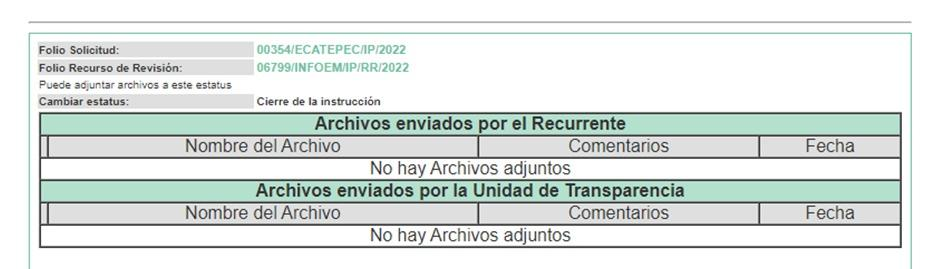 Folio Solicitud: 00354/ECATEPEC/IP/2022
Folio Recurso de Revisión: 06799/INFOEM/IP/RR/2022
Puede adjuntar archivos a este estatus
Cambiar estatus: Cierre de la instrucción
Archivos enviados por el Recurrente
Nombre del Archivo Comentarios Fecha
No hay Archivos adjuntos
Archivos enviados por la Unidad de Transparencia
Nombre del Archivo Comentarios Fecha
No hay Archivos adjuntos